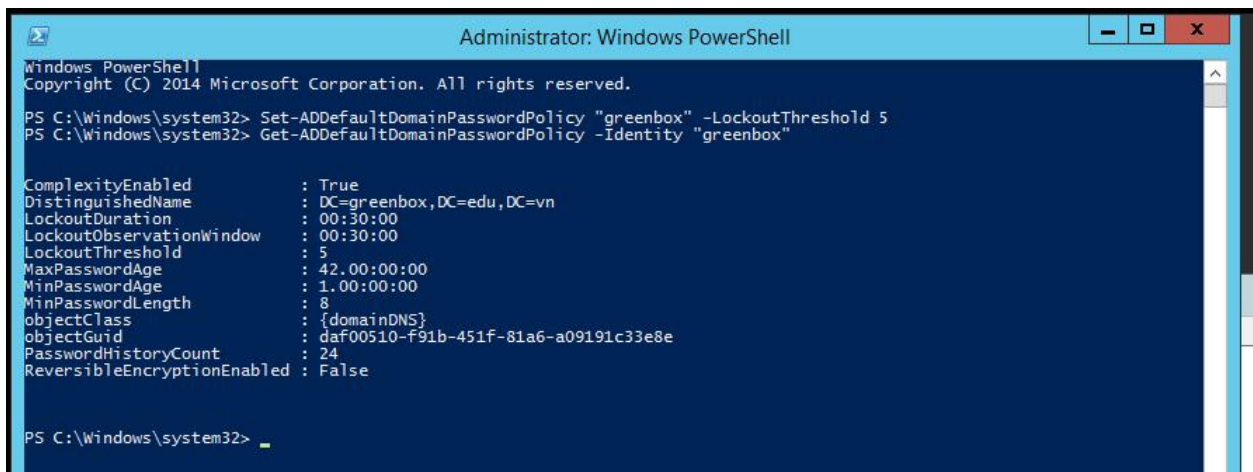 Administrator: Windows PowerShell
Windows PowerShell
Copyright (C) 2014 Microsoft Corporation. All rights reserved.
PS C:\Windows\system32> Set-ADDefaultDomainPasswordPolicy "greenbox" -LockoutThreshold 5
PS C:\Windows\system32> Get-ADDefaultDomainPasswordPolicy -Identity "greenbox"
ComplexityEnabled : True
DistinguishedName : DC=greenbox,DC=edu,DC=vn
LockoutDuration : 00:30:00
LockoutObservationWindow : 00:30:00
LockoutThreshold : 5
MaxPasswordAge : 42.00:00:00
MinPasswordAge : 1.00:00:00
MinPasswordLength : 8
objectClass : {domainDNS}
objectGuid : daf00510-f91b-451f-81a6-a09191c33e8e
PasswordHistoryCount : 24
ReversibleEncryptionEnabled : False
PS C:\Windows\system32>